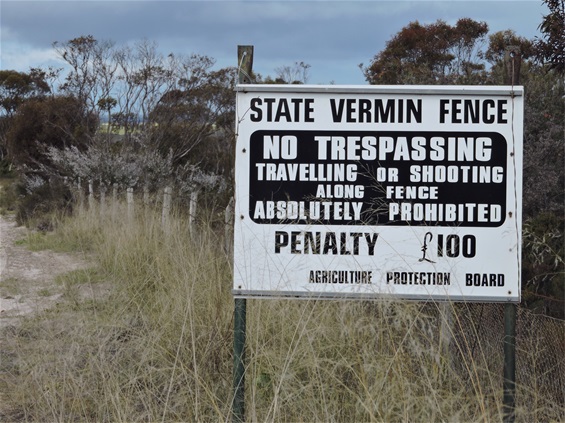 STATE VERMIN FENCE
NO TRESPASSING
TRAVELLING OR SHOOTING
ALONG FENCE
ABSOLUTELY PROHIBITED
PENALTY £100
AGRICULTURE PROTECTION BOARD